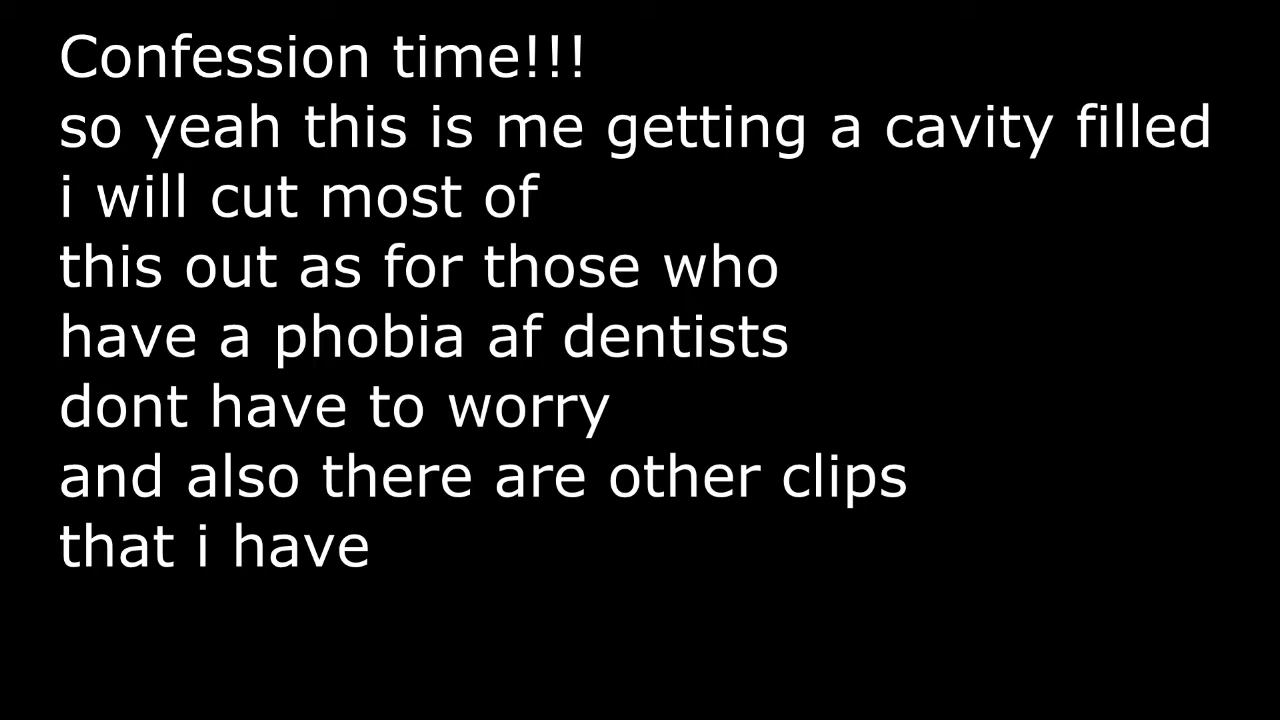 Confession time!!!
so yeah this is me getting a cavity filled
i will cut most of
this out as for those who
have a phobia af dentists
dont have to worry
and also there are other clips
that i have